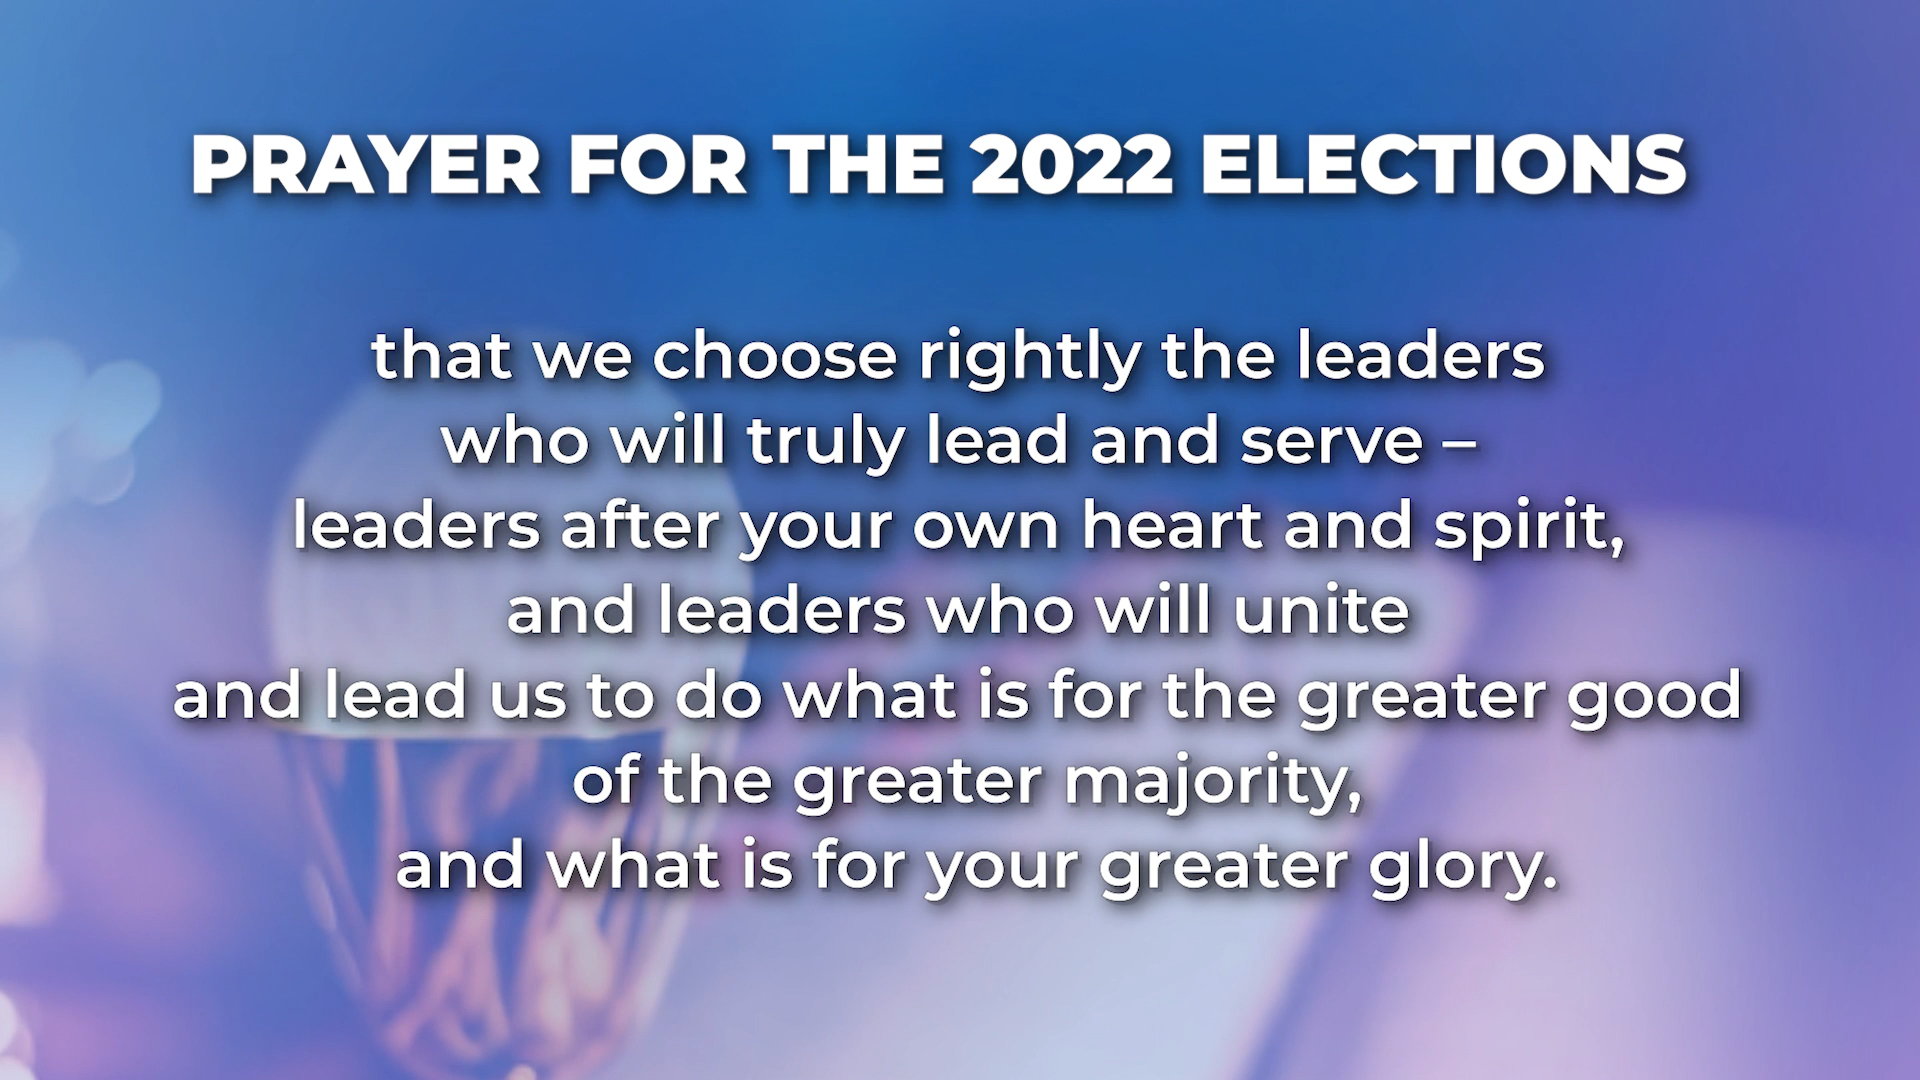 PRAYER FOR THE 2022 ELECTIONS
that we choose rightly the leaders
who will truly lead and serve –
leaders after your own heart and spirit,
and leaders who will unite
and lead us to do what is for the greater good
of the greater majority,
and what is for your greater glory.